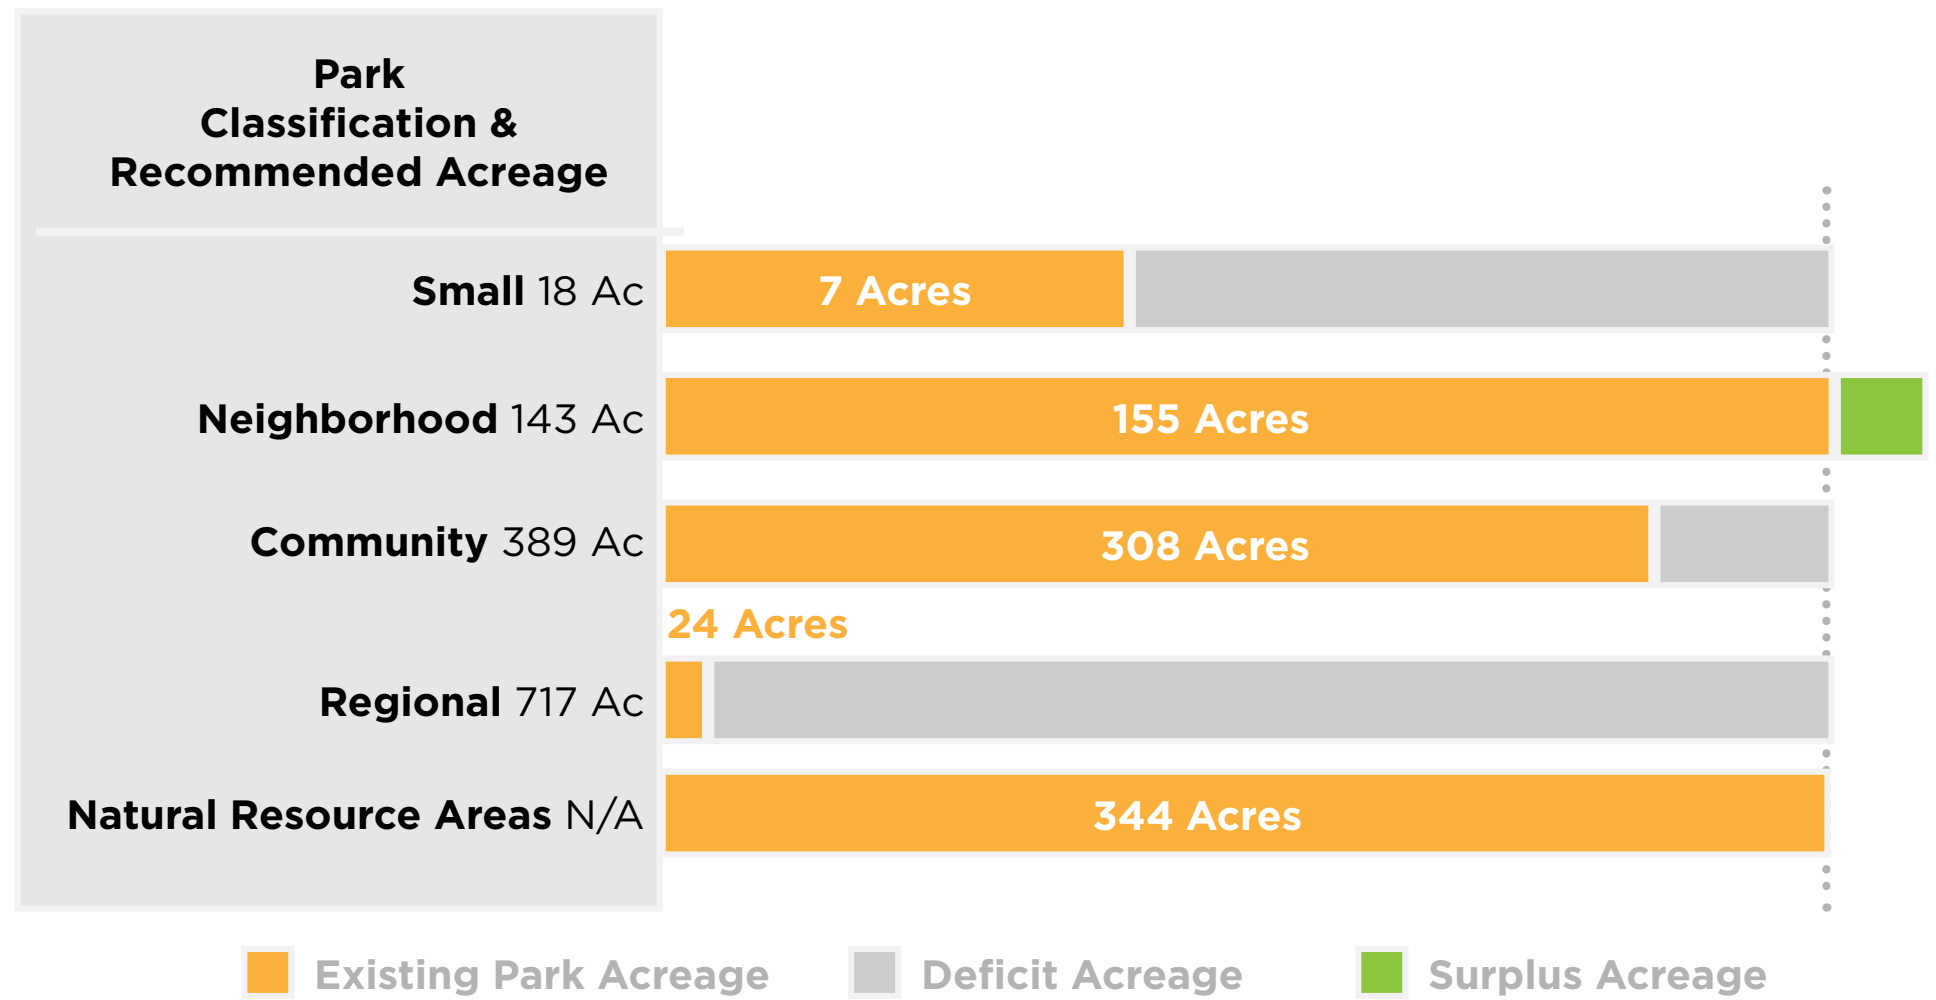 Park
Classification &
Recommended Acreage
Small 18 Ac
7 Acres
Neighborhood 143 Ac
155 Acres
Community 389 Ac
308 Acres
24 Acres
Regional 717 Ac
Natural Resource Areas N/A
344 Acres
Existing Park Acreage
Deficit Acreage
Surplus Acreage